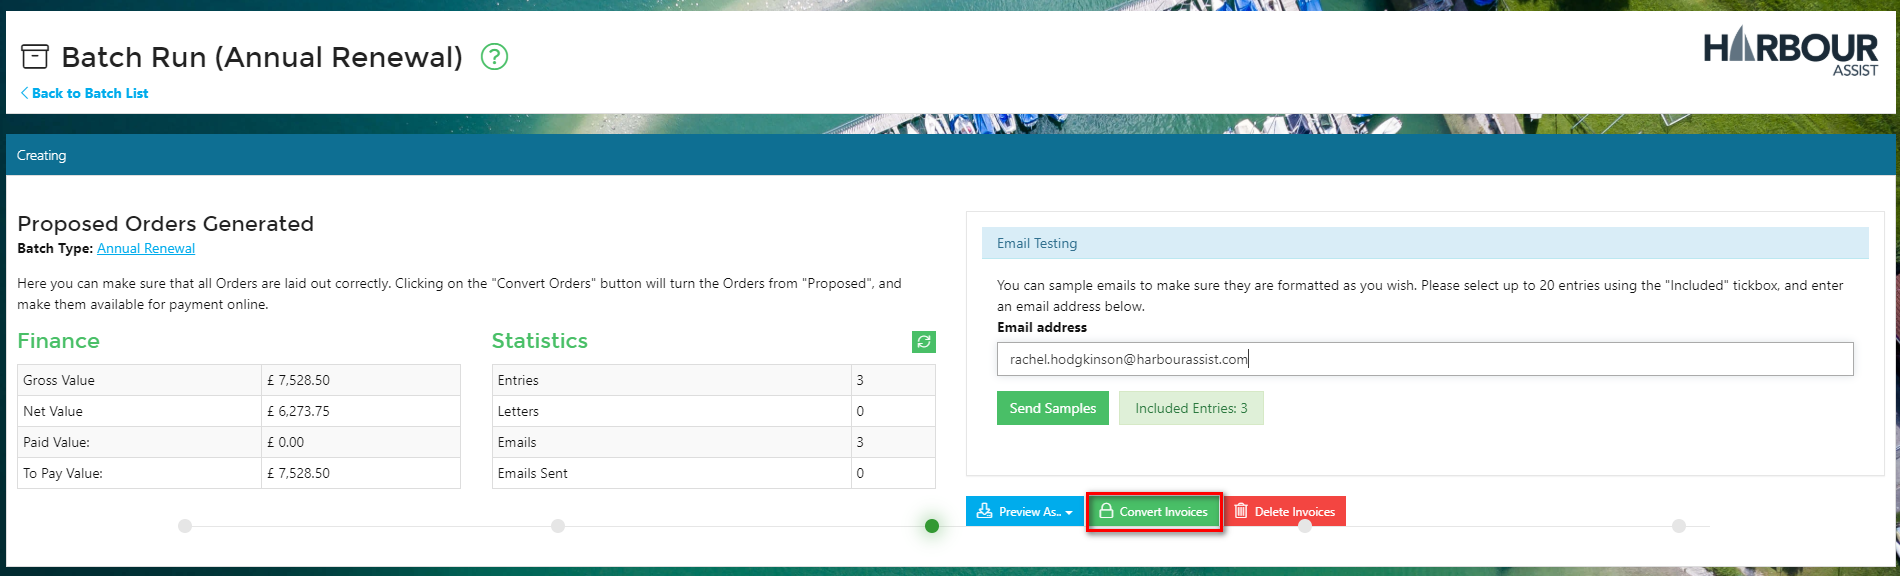 Batch Run (Annual Renewal) ?
HARBOUR
ASSIST
Back to Batch List
Creating
Proposed Orders Generated
Batch Type: Annual Renewal
Here you can make sure that all Orders are laid out correctly. Clicking on the "Convert Orders" button will turn the Orders from "Proposed", and
make them available for payment online.
Finance
Gross Value £ 7,528.50
Net Value £ 6,273.75
Paid Value: £ 0.00
To Pay Value: £ 7,528.50
Statistics
Entries 3
Letters 0
Emails 3
Emails Sent 0
Email Testing
You can sample emails to make sure they are formatted as you wish. Please select up to 20 entries using the "Included" tickbox, and enter
an email address below.
Email address
rachel.hodgkinson@harbourassist.com
Send Samples Included Entries: 3
Preview As.. Convert Invoices Delete Invoices